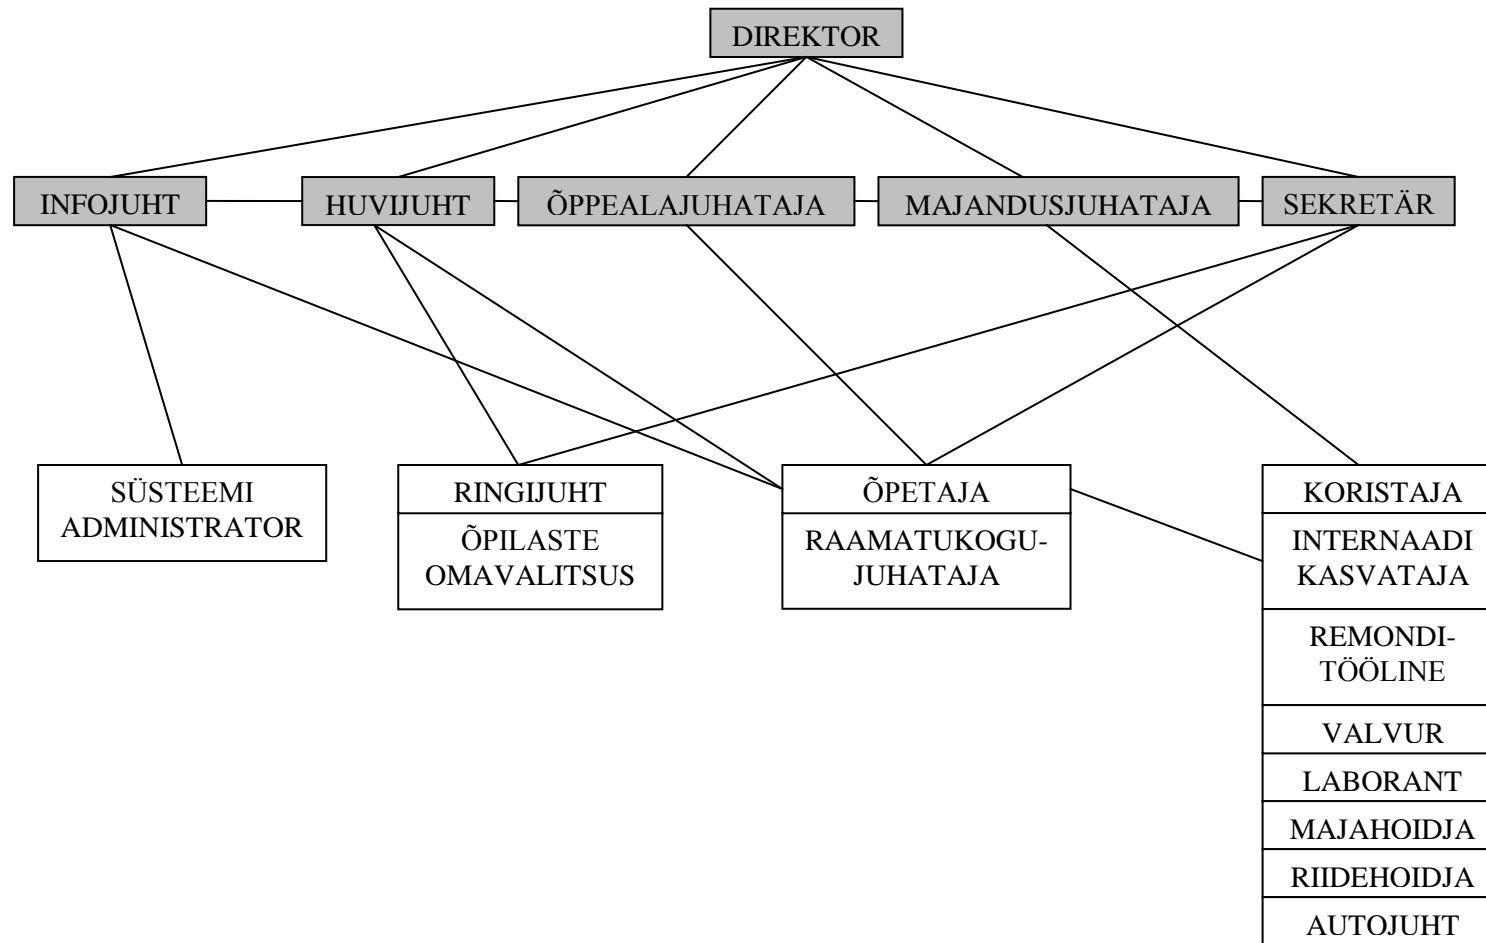 DIREKTOR
INFOJUHT
HUVIJUHT
ÕPPEALAJUHATAJA
MAJANDUSJUHATAJA
SEKRETÄR
SÜSTEEMI
ADMINISTRATOR
RINGIJUHT
ÕPILASTE
OMAVALITSUS
ÕPETAJA
RAAMATUKOGU-
JUHATAJA
KORISTAJA
INTERNAADI
KASVATAJA
REMONDI-
TÖÖLINE
VALVUR
LABORANT
MAJAHOIDJA
RIIDEHOIDJA
AUTOJUHT